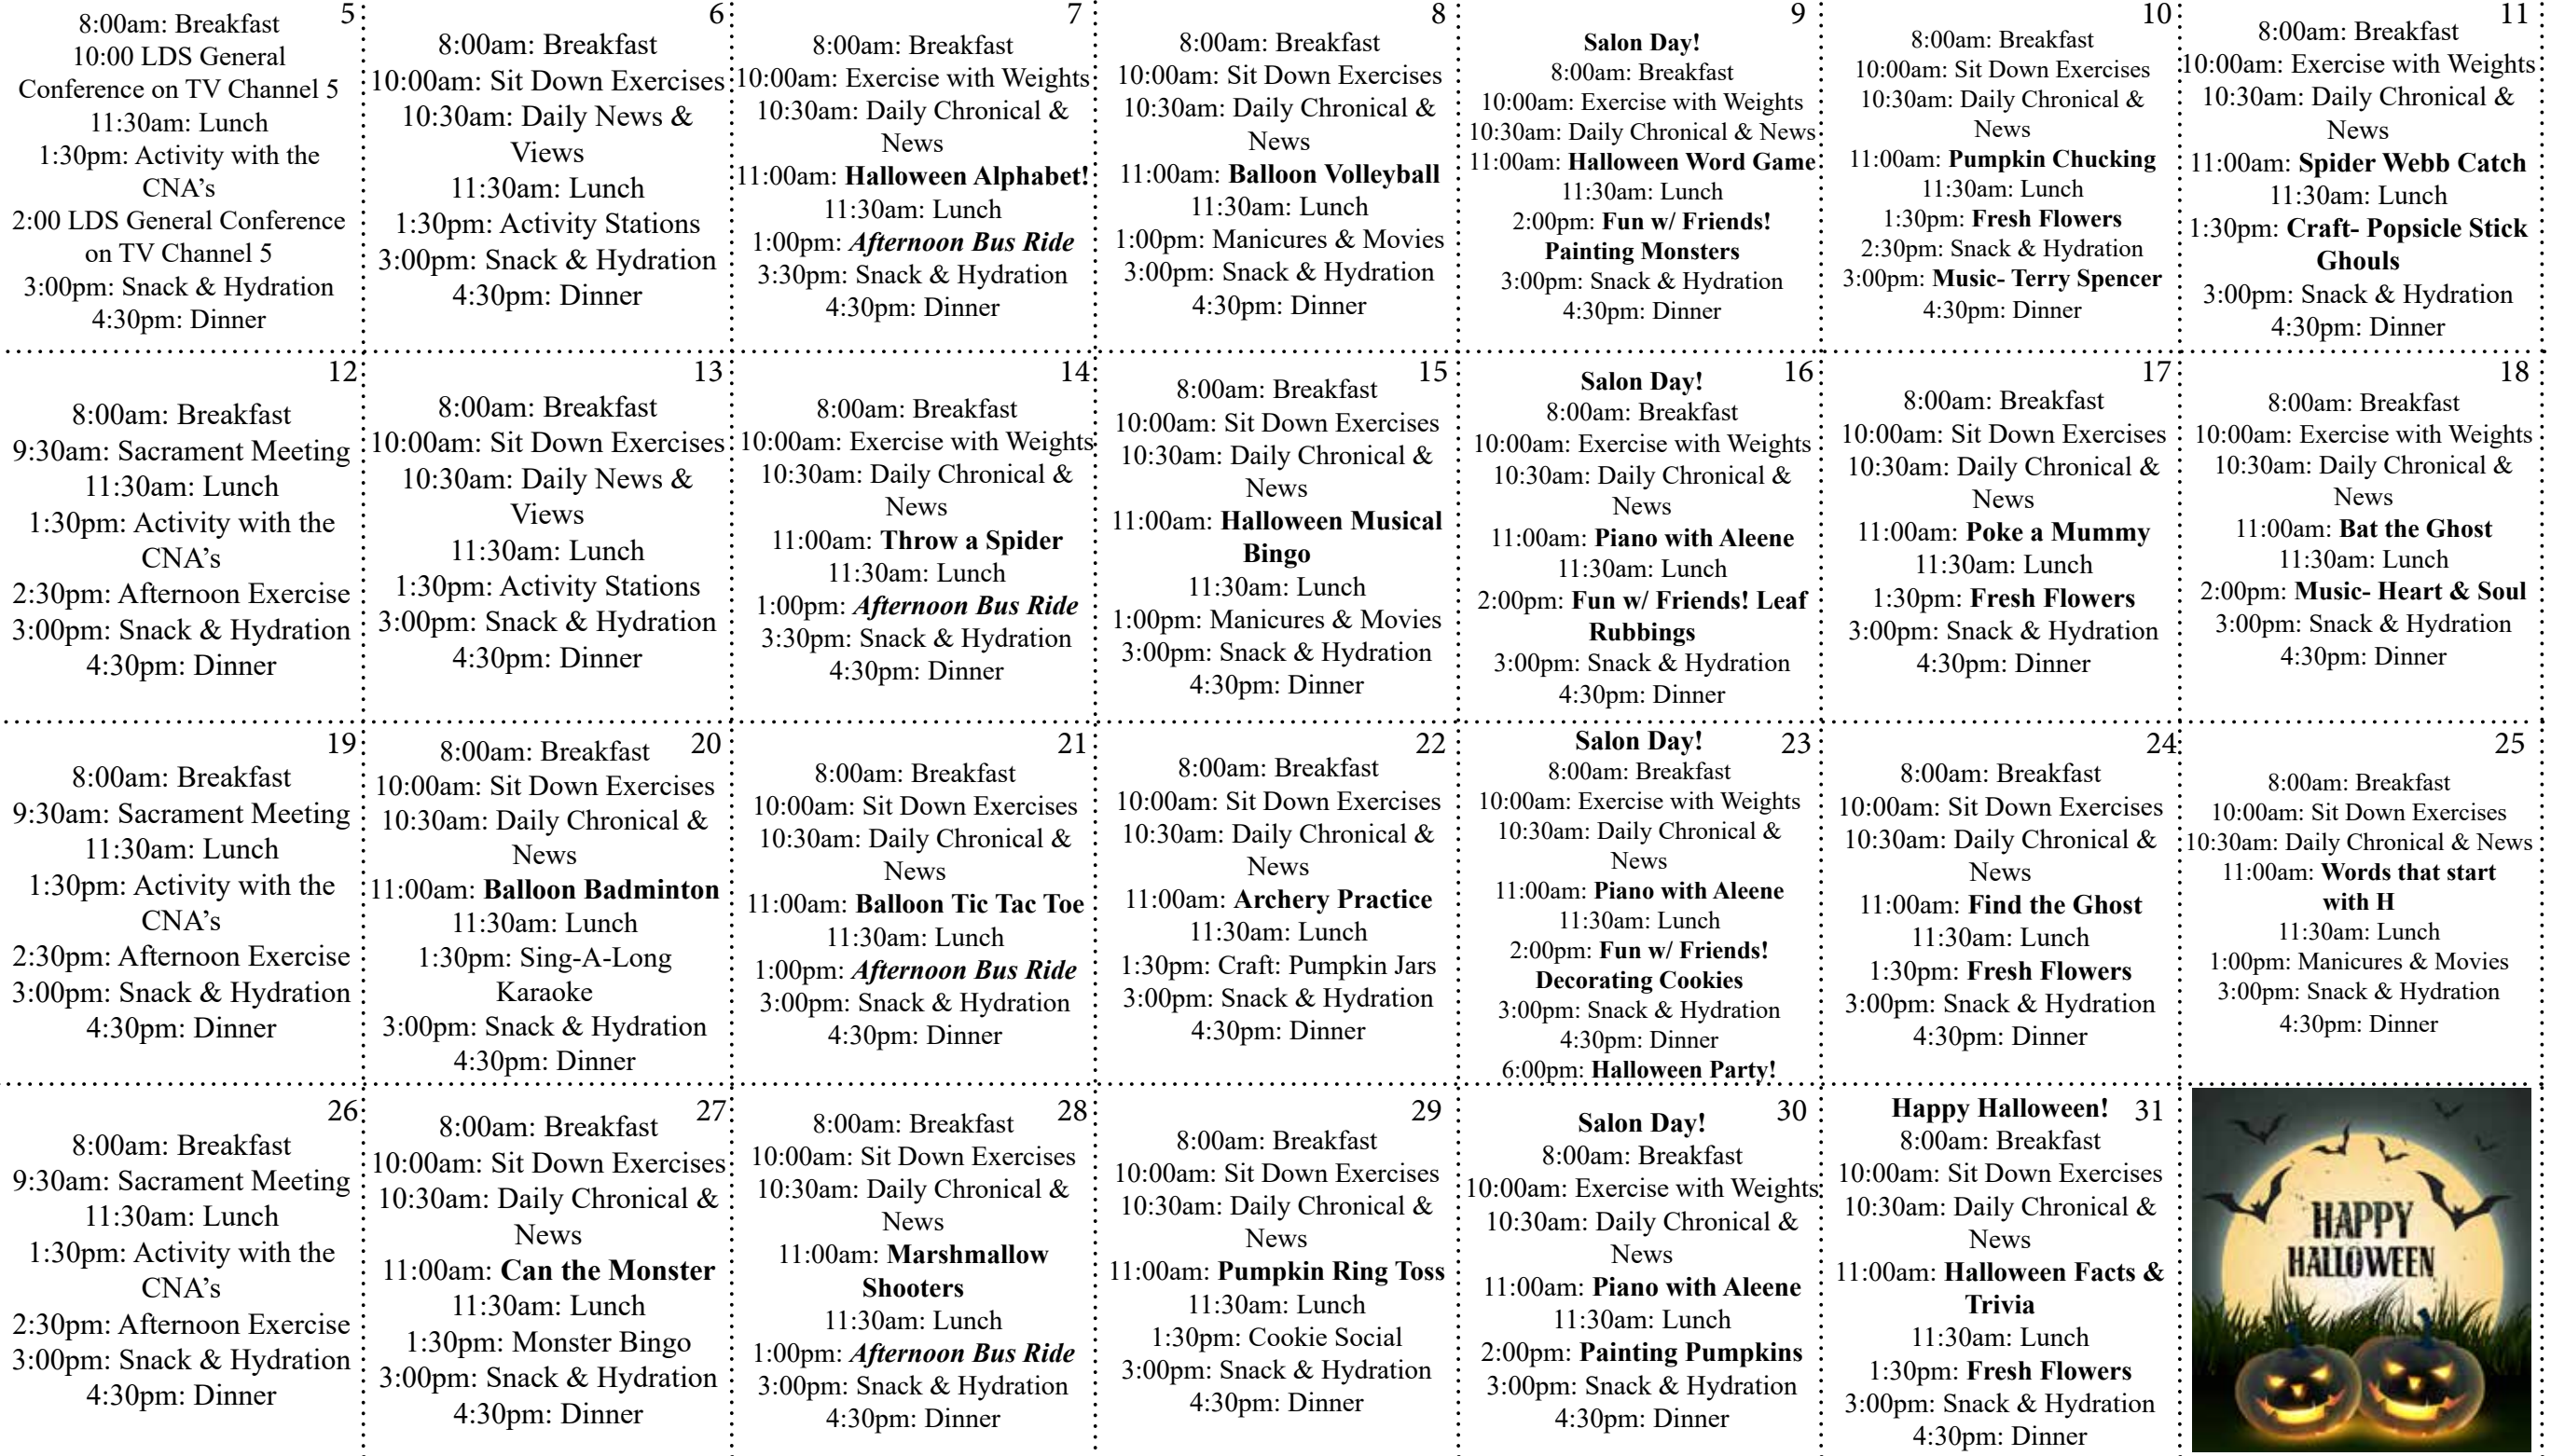 5
8:00am: Breakfast
10:00 LDS General
Conference on TV Channel 5
11:30am: Lunch
1:30pm: Activity with the
CNA’s
2:00 LDS General Conference
on TV Channel 5
3:00pm: Snack & Hydration
4:30pm: Dinner
6
8:00am: Breakfast
10:00am: Sit Down Exercises
10:30am: Daily News &
Views
11:30am: Lunch
1:30pm: Activity Stations
3:00pm: Snack & Hydration
4:30pm: Dinner
7
8:00am: Breakfast
10:00am: Exercise with Weights
10:30am: Daily Chronical &
News
11:00am: Halloween Alphabet!
11:30am: Lunch
1:00pm: Afternoon Bus Ride
3:30pm: Snack & Hydration
4:30pm: Dinner
8
8:00am: Breakfast
10:00am: Sit Down Exercises
10:30am: Daily Chronical &
News
11:00am: Balloon Volleyball
11:30am: Lunch
1:00pm: Manicures & Movies
3:00pm: Snack & Hydration
4:30pm: Dinner
9
Salon Day!
8:00am: Breakfast
10:00am: Exercise with Weights
10:30am: Daily Chronical & News
11:00am: Halloween Word Game
11:30am: Lunch
2:00pm: Fun w/ Friends!
Painting Monsters
3:00pm: Snack & Hydration
4:30pm: Dinner
10
8:00am: Breakfast
10:00am: Sit Down Exercises
10:30am: Daily Chronical &
News
11:00am: Pumpkin Chucking
11:30am: Lunch
1:30pm: Fresh Flowers
2:30pm: Snack & Hydration
3:00pm: Music- Terry Spencer
4:30pm: Dinner
11
8:00am: Breakfast
10:00am: Exercise with Weights
10:30am: Daily Chronical &
News
11:00am: Spider Webb Catch
11:30am: Lunch
1:30pm: Craft- Popsicle Stick
Ghouls
3:00pm: Snack & Hydration
4:30pm: Dinner
12
8:00am: Breakfast
9:30am: Sacrament Meeting
11:30am: Lunch
1:30pm: Activity with the
CNA’s
2:30pm: Afternoon Exercise
3:00pm: Snack & Hydration
4:30pm: Dinner
13
8:00am: Breakfast
10:00am: Sit Down Exercises
10:30am: Daily News &
Views
11:30am: Lunch
1:30pm: Activity Stations
3:00pm: Snack & Hydration
4:30pm: Dinner
14
8:00am: Breakfast
10:00am: Exercise with Weights
10:30am: Daily Chronical &
News
11:00am: Throw a Spider
11:30am: Lunch
1:00pm: Afternoon Bus Ride
3:30pm: Snack & Hydration
4:30pm: Dinner
15
8:00am: Breakfast
10:00am: Sit Down Exercises
10:30am: Daily Chronical &
News
11:00am: Halloween Musical
Bingo
11:30am: Lunch
1:00pm: Manicures & Movies
3:00pm: Snack & Hydration
4:30pm: Dinner
16
Salon Day!
8:00am: Breakfast
10:00am: Exercise with Weights
10:30am: Daily Chronical &
News
11:00am: Piano with Aleene
11:30am: Lunch
2:00pm: Fun w/ Friends! Leaf
Rubbings
3:00pm: Snack & Hydration
4:30pm: Dinner
17
8:00am: Breakfast
10:00am: Sit Down Exercises
10:30am: Daily Chronical &
News
11:00am: Poke a Mummy
11:30am: Lunch
1:30pm: Fresh Flowers
3:00pm: Snack & Hydration
4:30pm: Dinner
18
8:00am: Breakfast
10:00am: Exercise with Weights
10:30am: Daily Chronical &
News
11:00am: Bat the Ghost
11:30am: Lunch
2:00pm: Music- Heart & Soul
3:00pm: Snack & Hydration
4:30pm: Dinner
19
8:00am: Breakfast
9:30am: Sacrament Meeting
11:30am: Lunch
1:30pm: Activity with the
CNA’s
2:30pm: Afternoon Exercise
3:00pm: Snack & Hydration
4:30pm: Dinner
20
8:00am: Breakfast
10:00am: Sit Down Exercises
10:30am: Daily Chronical &
News
11:00am: Balloon Badminton
11:30am: Lunch
1:30pm: Sing-A-Long
Karaoke
3:00pm: Snack & Hydration
4:30pm: Dinner
21
8:00am: Breakfast
10:00am: Sit Down Exercises
10:30am: Daily Chronical &
News
11:00am: Balloon Tic Tac Toe
11:30am: Lunch
1:00pm: Afternoon Bus Ride
3:00pm: Snack & Hydration
4:30pm: Dinner
22
8:00am: Breakfast
10:00am: Sit Down Exercises
10:30am: Daily Chronical &
News
11:00am: Archery Practice
11:30am: Lunch
1:30pm: Craft: Pumpkin Jars
3:00pm: Snack & Hydration
4:30pm: Dinner
23
Salon Day!
8:00am: Breakfast
10:00am: Exercise with Weights
10:30am: Daily Chronical &
News
11:00am: Piano with Aleene
11:30am: Lunch
2:00pm: Fun w/ Friends!
Decorating Cookies
3:00pm: Snack & Hydration
4:30pm: Dinner
6:00pm: Halloween Party!
24
8:00am: Breakfast
10:00am: Sit Down Exercises
10:30am: Daily Chronical &
News
11:00am: Find the Ghost
11:30am: Lunch
1:30pm: Fresh Flowers
3:00pm: Snack & Hydration
4:30pm: Dinner
25
8:00am: Breakfast
10:00am: Sit Down Exercises
10:30am: Daily Chronical & News
11:00am: Words that start
with H
11:30am: Lunch
1:00pm: Manicures & Movies
3:00pm: Snack & Hydration
4:30pm: Dinner
26
8:00am: Breakfast
9:30am: Sacrament Meeting
11:30am: Lunch
1:30pm: Activity with the
CNA’s
2:30pm: Afternoon Exercise
3:00pm: Snack & Hydration
4:30pm: Dinner
27
8:00am: Breakfast
10:00am: Sit Down Exercises
10:30am: Daily Chronical &
News
11:00am: Can the Monster
11:30am: Lunch
1:30pm: Monster Bingo
3:00pm: Snack & Hydration
4:30pm: Dinner
28
8:00am: Breakfast
10:00am: Sit Down Exercises
10:30am: Daily Chronical &
News
11:00am: Marshmallow
Shooters
11:30am: Lunch
1:00pm: Afternoon Bus Ride
3:00pm: Snack & Hydration
4:30pm: Dinner
29
8:00am: Breakfast
10:00am: Sit Down Exercises
10:30am: Daily Chronical &
News
11:00am: Pumpkin Ring Toss
11:30am: Lunch
1:30pm: Cookie Social
3:00pm: Snack & Hydration
4:30pm: Dinner
30
Salon Day!
8:00am: Breakfast
10:00am: Exercise with Weights
10:30am: Daily Chronical &
News
11:00am: Piano with Aleene
11:30am: Lunch
2:00pm: Painting Pumpkins
3:00pm: Snack & Hydration
4:30pm: Dinner
Happy Halloween! 31
8:00am: Breakfast
10:00am: Sit Down Exercises
10:30am: Daily Chronical &
News
11:00am: Halloween Facts &
Trivia
11:30am: Lunch
1:30pm: Fresh Flowers
3:00pm: Snack & Hydration
4:30pm: Dinner
HAPPY
HALLOWEEN